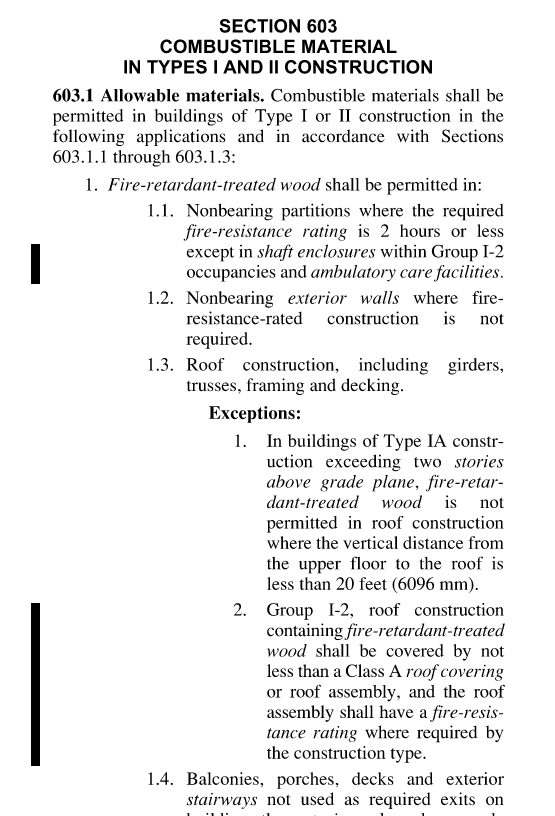 SECTION 603
COMBUSTIBLE MATERIAL
IN TYPES I AND II CONSTRUCTION
603.1 Allowable materials. Combustible materials shall be
permitted in buildings of Type I or II construction in the
following applications and in accordance with Sections
603.1.1 through 603.1.3:
1. Fire-retardant-treated wood shall be permitted in:
1.1. Nonbearing partitions where the required
fire-resistance rating is 2 hours or less
except in shaft enclosures within Group I-2
occupancies and ambulatory care facilities.
1.2. Nonbearing exterior walls where fire-
resistance-rated construction is not
required.
1.3. Roof construction, including girders,
trusses, framing and decking.
Exceptions:
1. In buildings of Type IA constr-
uction exceeding two stories
above grade plane, fire-retar-
dant-treated wood is not
permitted in roof construction
where the vertical distance from
the upper floor to the roof is
less than 20 feet (6096 mm).
2. Group I-2, roof construction
containing fire-retardant-treated
wood shall be covered by not
less than a Class A roof covering
or roof assembly, and the roof
assembly shall have a fire-resis-
tance rating where required by
the construction type.
1.4. Balconies, porches, decks and exterior
stairways not used as required exits on